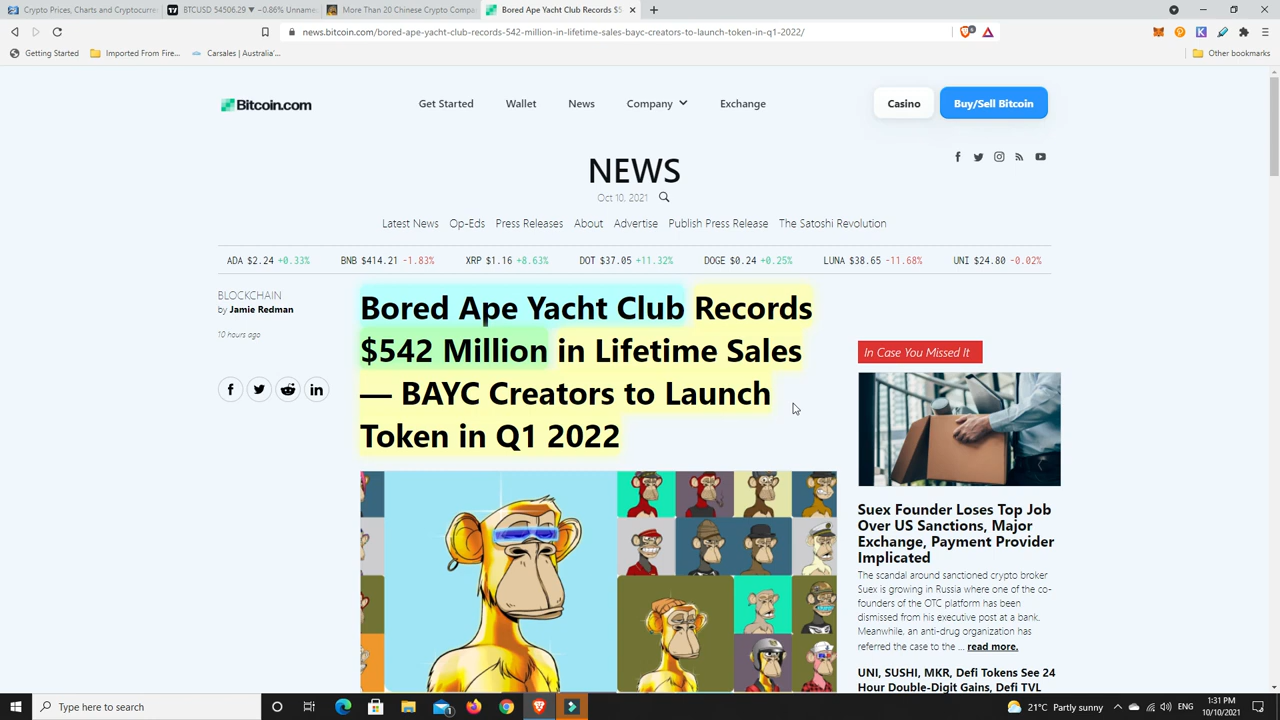 Crypto Prices, Charts and Cryptocurre
BTCUSD 54506.29 ▼ −0.86% Unname
More Than 20 Chinese Crypto Compa
Bored Ape Yacht Club Records $5
news.bitcoin.com/bored-ape-yacht-club-records-542-million-in-lifetime-sales-bayc-creators-to-launch-token-in-q1-2022/
Getting Started
Imported From Fire...
Carsales | Australia'...
Other bookmarks
Bitcoin.com
Get Started
Wallet
News
Company
Exchange
Casino
Buy/Sell Bitcoin
NEWS
Oct 10, 2021
Latest News
Op-Eds
Press Releases
About
Advertise
Publish Press Release
The Satoshi Revolution
ADA $2.24 +0.33%
BNB $414.21 -1.83%
XRP $1.16 +8.63%
DOT $37.05 +11.32%
DOGE $0.24 +0.25%
LUNA $38.65 -11.68%
UNI $24.80 -0.02%
BLOCKCHAIN
by Jamie Redman
10 hours ago
Bored Ape Yacht Club Records
$542 Million in Lifetime Sales
— BAYC Creators to Launch
Token in Q1 2022
In Case You Missed It
Suex Founder Loses Top Job
Over US Sanctions, Major
Exchange, Payment Provider
Implicated
The scandal around sanctioned crypto broker
Suex is growing in Russia where one of the co-
founders of the OTC platform has been
dismissed from his executive post at a bank.
Meanwhile, an anti-drug organization has
referred the case to the ... read more.
UNI, SUSHI, MKR, Defi Tokens See 24
Hour Double-Digit Gains, Defi TVL
Type here to search
21°C Partly sunny
1:31 PM
10/10/2021